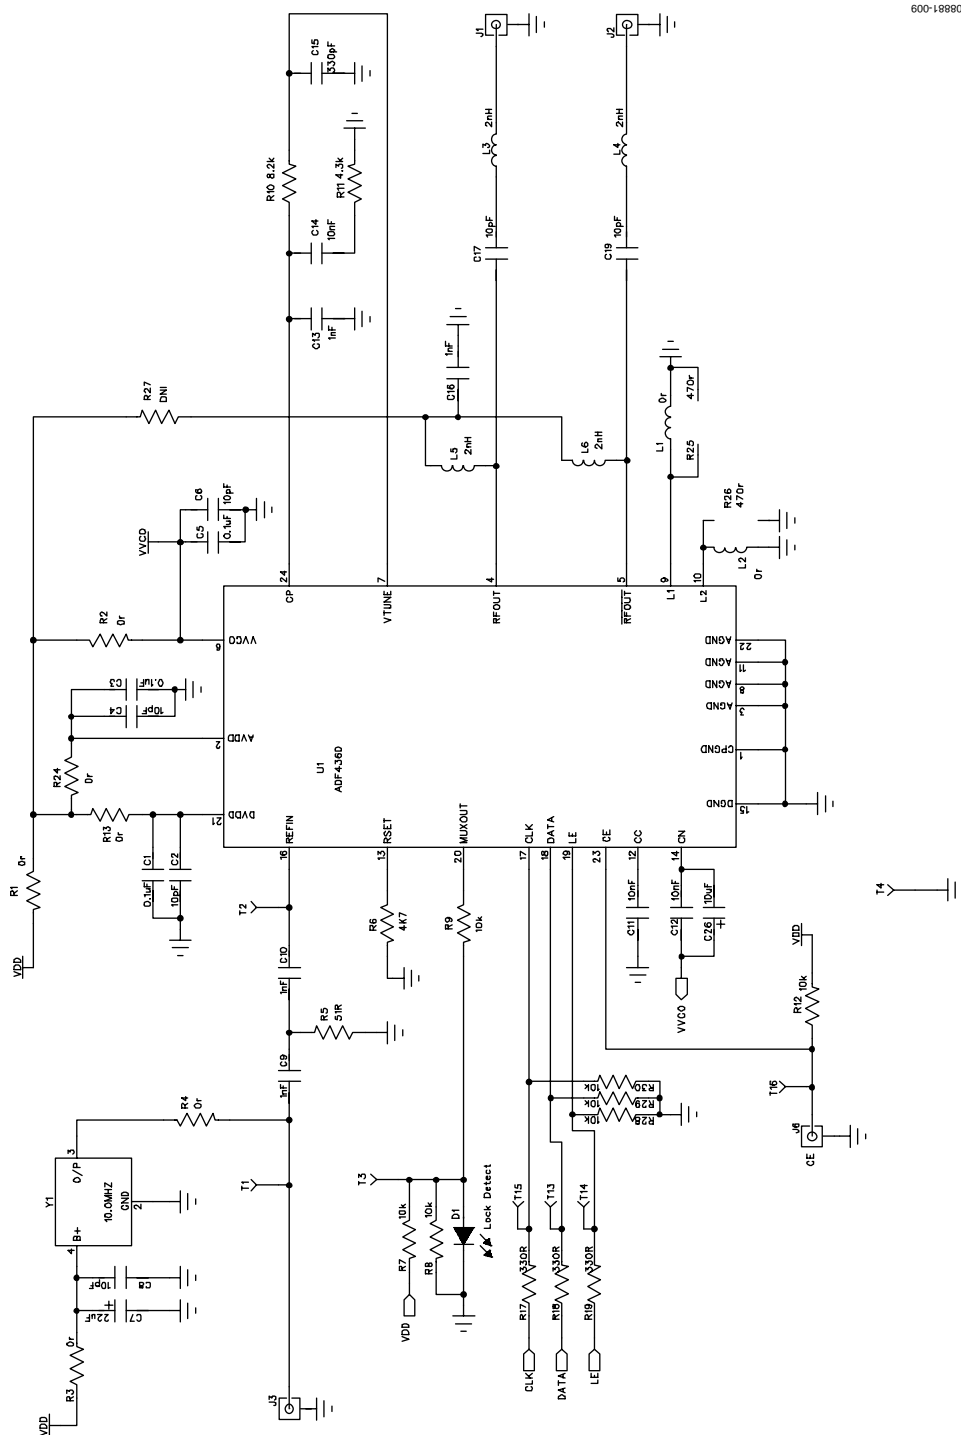 08881-009
J1
J2
C15
330pF
2nH
L3
2nH
L4
R10 8.2k
R11 4.3k
C14
10nF
10pF
C17
10pF
C19
C13
1nF
1nF
C16
R27
DNI
L5
2nH
L6
2nH
0r
L1
470r
R25
R26
470r
L2
0r
C6
10pF
C5
0.1uF
VVCO
R2
0r
C3
0.1uF
C4
10pF
R24
0r
R13
0r
R1
0r
VDD
C1
0.1uF
C2
10pF
24
CP
7
VTUNE
4
RFOUT
5
RFOUT
9
L1
10
L2
VVCO
6
AVDD
2
DVDD
21
U1
ADF4360
AGND
22
AGND
11
AGND
8
AGND
3
CPGND
1
DGND
15
REFIN
16
RSET
13
MUXOUT
20
CLK
17
DATA
18
LE
19
CE
23
CC
12
CN
14
T2
C10
1nF
R5
51R
C9
1nF
R6
4K7
R9
10k
10nF
C11
10nF
C12
10uF
C26
+
VVCO
T4
VDD
R12 10k
T16
J6
CE
10k
R30
10k
R29
10k
R28
R4
0r
Y1
3
O/P
10.0MHZ
GND
2
B+
4
T1
T3
10k
R7
10k
R8
VDD
D1
Lock Detect
T15
T13
T14
330R
R17
330R
R18
330R
R19
CLK
DATA
LE
10pF
C8
+
22uF
C7
0r
R3
VDD
J3